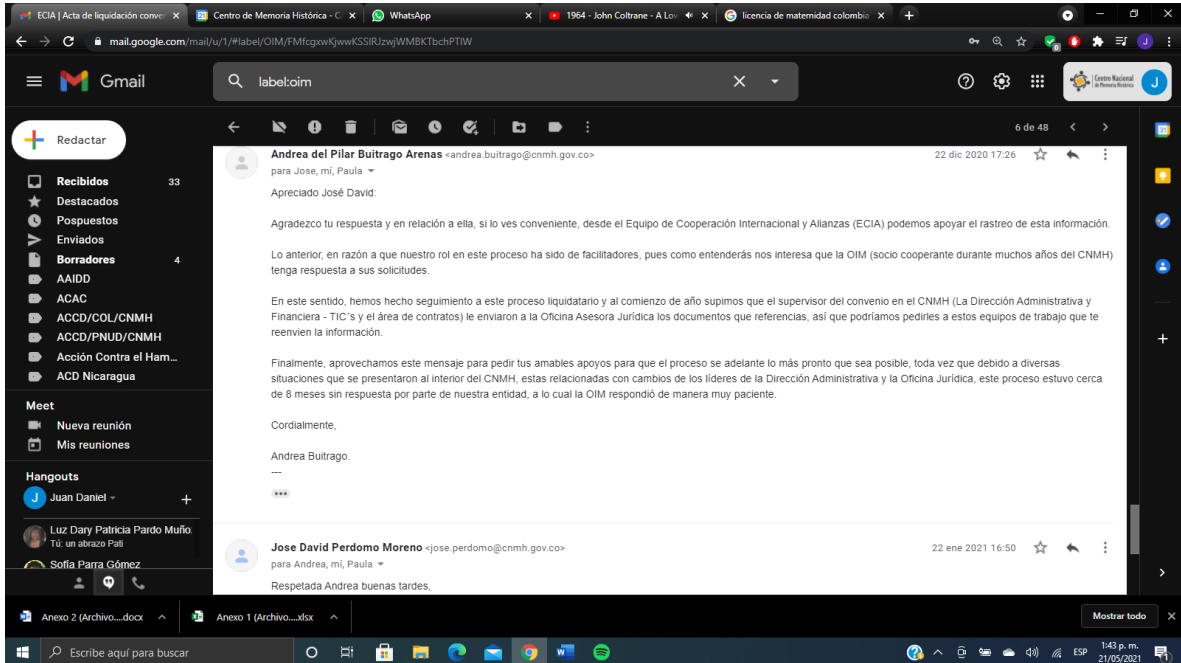 ECIA | Acta de liquidación conver
Centro de Memoria Histórica - C
WhatsApp
1964 - John Coltrane - A Lov
licencia de maternidad colombia
mail.google.com/mail/u/1/#label/OIM/FMfcgxwKjwwKSSIRJzwjWMBKTbchPTIW
Gmail
label:oim
Centro Nacional
de Memoria Histórica
J
Redactar
6 de 48
Recibidos 33
Destacados
Pospuestos
Enviados
Borradores 4
AAIDD
ACAC
ACCD/COL/CNMH
ACCD/PNUD/CNMH
Acción Contra el Ham...
ACD Nicaragua
Meet
Nueva reunión
Mis reuniones
Hangouts
J Juan Daniel
Luz Dary Patricia Pardo Muño
Tú: un abrazo Pati
Sofía Parra Gómez
Andrea del Pilar Buitrago Arenas <andrea.buitrago@cnmh.gov.co> 22 dic 2020 17:26
para Jose, mí, Paula
Apreciado José David:
Agradezco tu respuesta y en relación a ella, si lo ves conveniente, desde el Equipo de Cooperación Internacional y Alianzas (ECIA) podemos apoyar el rastreo de esta información.
Lo anterior, en razón a que nuestro rol en este proceso ha sido de facilitadores, pues como entenderás nos interesa que la OIM (socio cooperante durante muchos años del CNMH)
tenga respuesta a sus solicitudes.
En este sentido, hemos hecho seguimiento a este proceso liquidatario y al comienzo de año supimos que el supervisor del convenio en el CNMH (La Dirección Administrativa y
Financiera - TIC´s y el área de contratos) le enviaron a la Oficina Asesora Jurídica los documentos que referencias, así que podríamos pedirles a estos equipos de trabajo que te
reenvien la información.
Finalmente, aprovechamos este mensaje para pedir tus amables apoyos para que el proceso se adelante lo más pronto que sea posible, toda vez que debido a diversas
situaciones que se presentaron al interior del CNMH, estas relacionadas con cambios de los líderes de la Dirección Administrativa y la Oficina Jurídica, este proceso estuvo cerca
de 8 meses sin respuesta por parte de nuestra entidad, a lo cual la OIM respondió de manera muy paciente.
Cordialmente,
Andrea Buitrago.
---
Jose David Perdomo Moreno <jose.perdomo@cnmh.gov.co> 22 ene 2021 16:50
para Andrea, mí, Paula
Respetada Andrea buenas tardes,
Anexo 2 (Archivo....docx
Anexo 1 (Archivo....xlsx
Mostrar todo
Escribe aquí para buscar
ESP
1:43 p. m.
21/05/2021